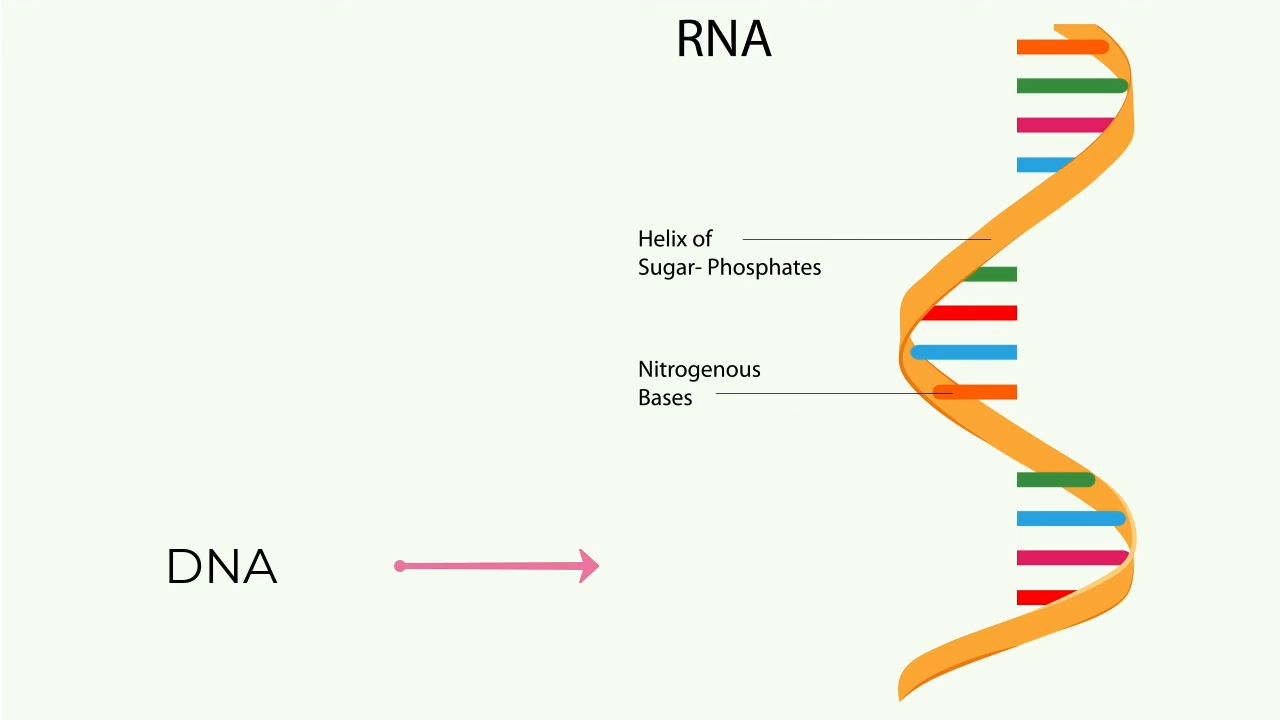 RNA
Helix of
Sugar- Phosphates
Nitrogenous
Bases
DNA